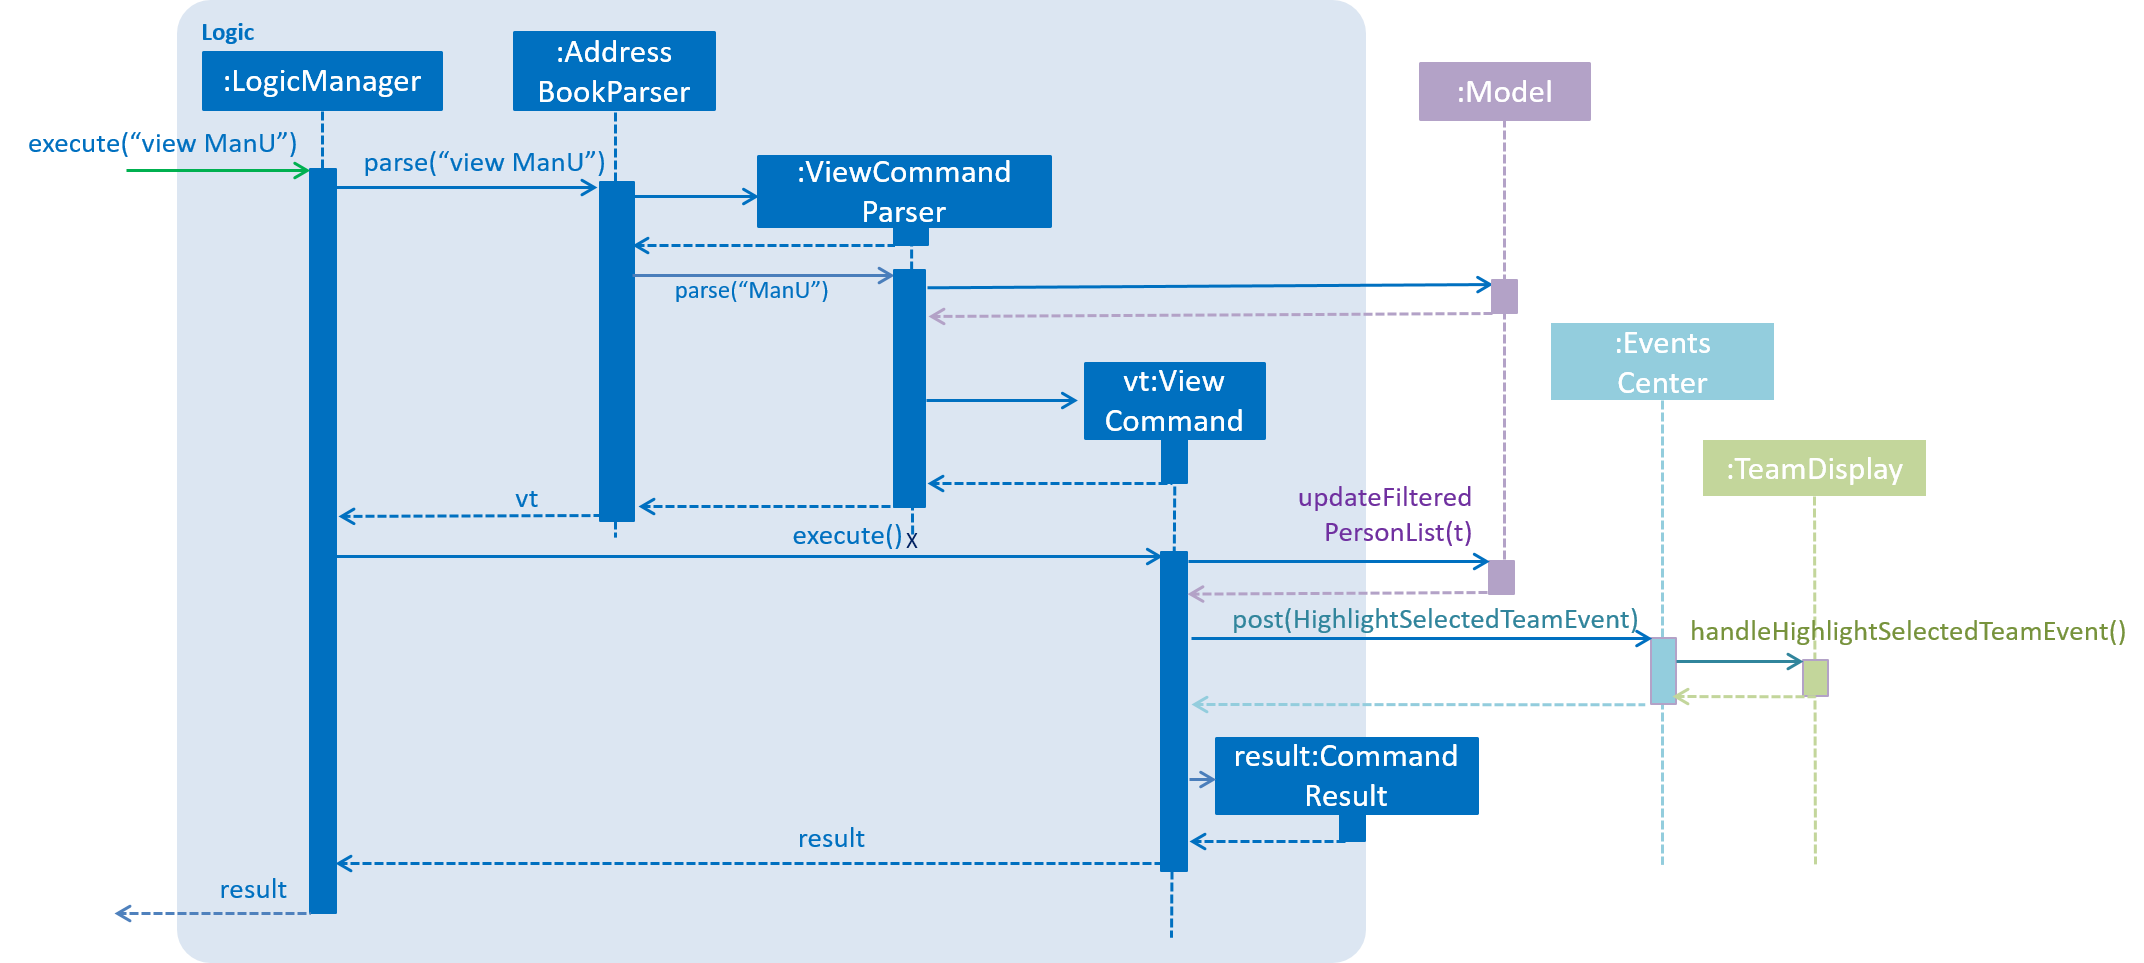 Logic
:LogicManager
:Address
BookParser
:Model
execute(“view ManU”)
parse(“view ManU”)
:ViewCommand
Parser
parse(“ManU”)
:Events
Center
vt:View
Command
:TeamDisplay
vt
updateFiltered
PersonList(t)
execute()
X
post(HighlightSelectedTeamEvent)
handleHighlightSelectedTeamEvent()
result:Command
Result
result
result